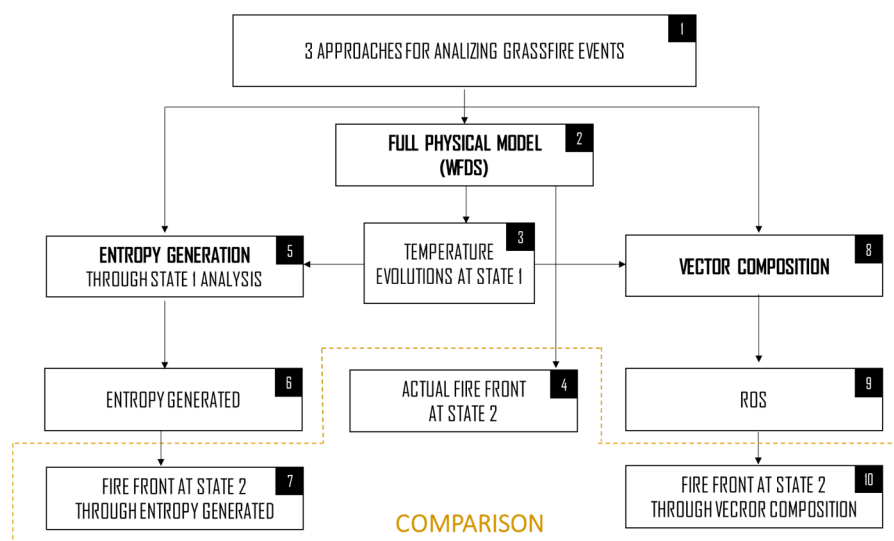 1
3 APPROACHES FOR ANALIZING GRASSFIRE EVENTS
2
FULL PHYSICAL MODEL
(WFDS)
5
ENTROPY GENERATION
THROUGH STATE 1 ANALYSIS
3
TEMPERATURE
EVOLUTIONS AT STATE 1
8
VECTOR COMPOSITION
6
ENTROPY GENERATED
4
ACTUAL FIRE FRONT
AT STATE 2
9
ROS
7
FIRE FRONT AT STATE 2
THROUGH ENTROPY GENERATED
10
FIRE FRONT AT STATE 2
THROUGH VECROR COMPOSITION
COMPARISON